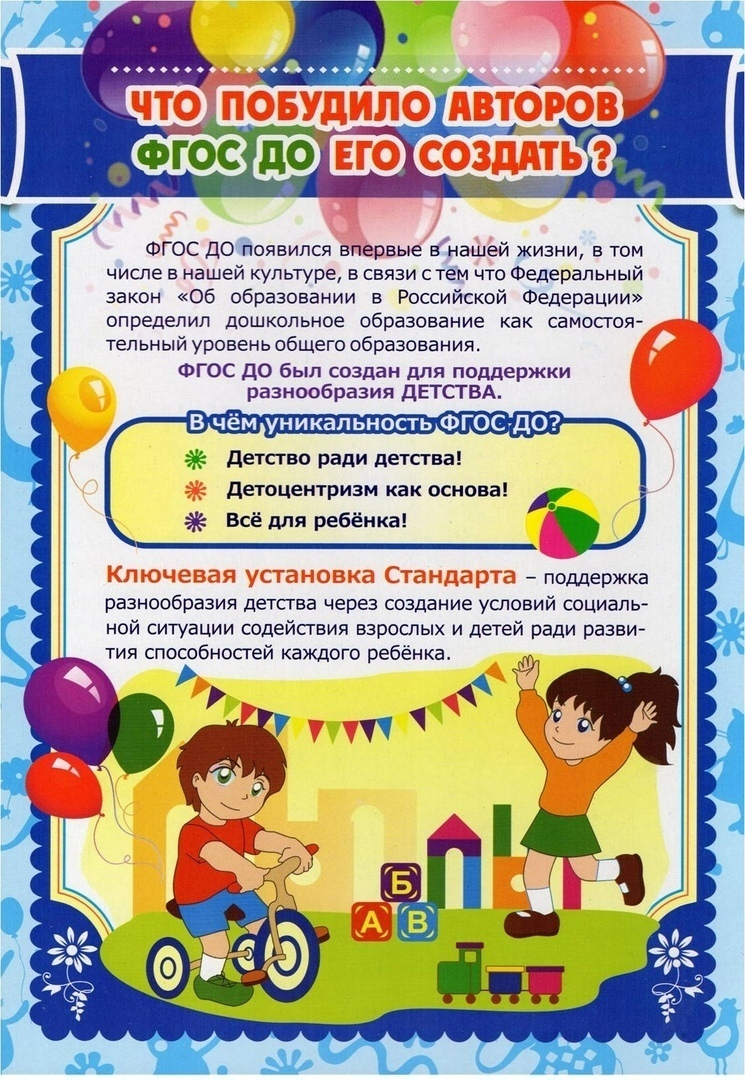 ЧТО ПОБУДИЛО АВТОРОВ
ФГОС ДО ЕГО СОЗДАТЬ?
ФГОС ДО появился впервые в нашей жизни, в том
числе в нашей культуре, в связи с тем что Федеральный
закон «Об образовании в Российской Федерации»
определил дошкольное образование как самостоя-
тельный уровень общего образования.
ФГОС ДО был создан для поддержки
разнообразия ДЕТСТВА.
В чём уникальность ФГОС ДО?
Детство ради детства!
Детоцентризм как основа!
Всё для ребёнка!
Ключевая установка Стандарта – поддержка
разнообразия детства через создание условий социаль-
ной ситуации содействия взрослых и детей ради разви-
тия способностей каждого ребёнка.
Б
А В